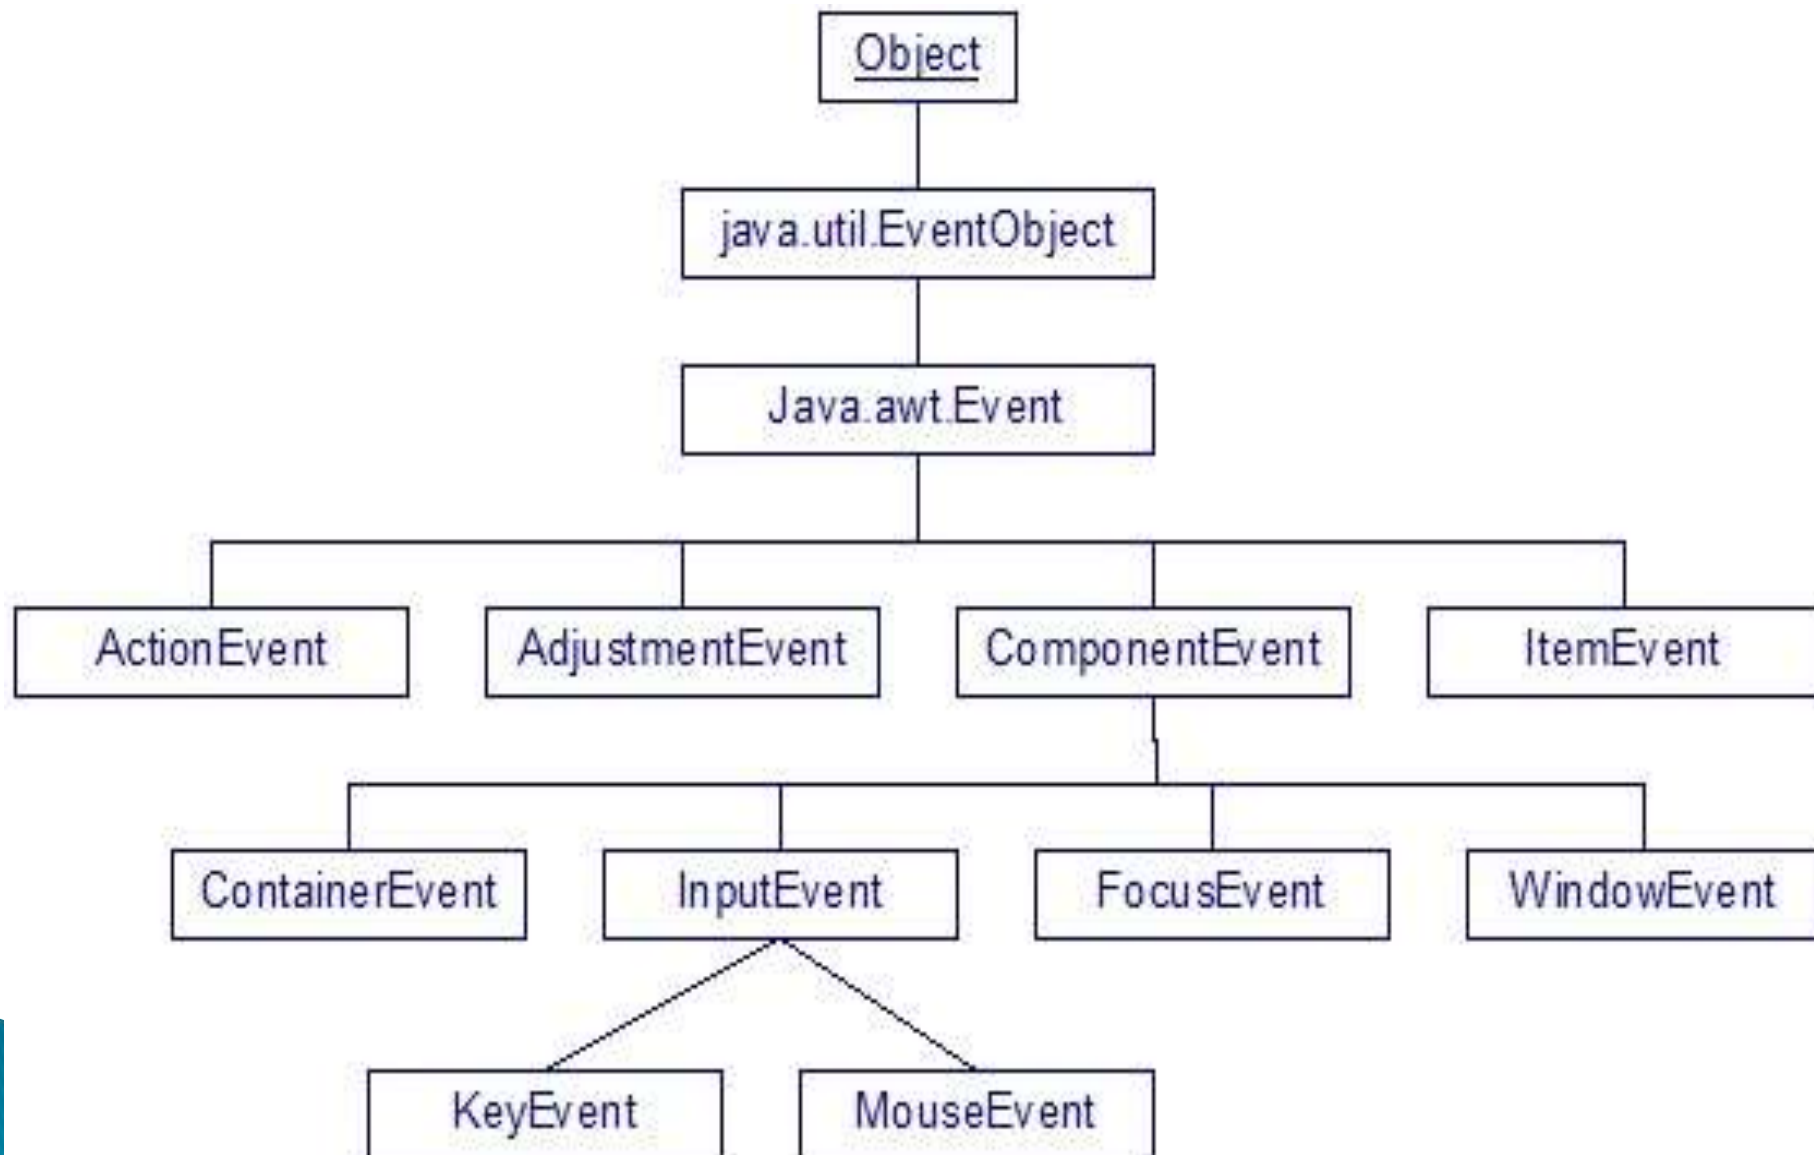 Object
java.util.EventObject
Java.awt.Event
ActionEvent
AdjustmentEvent
ComponentEvent
ItemEvent
ContainerEvent
InputEvent
FocusEvent
WindowEvent
KeyEvent
MouseEvent